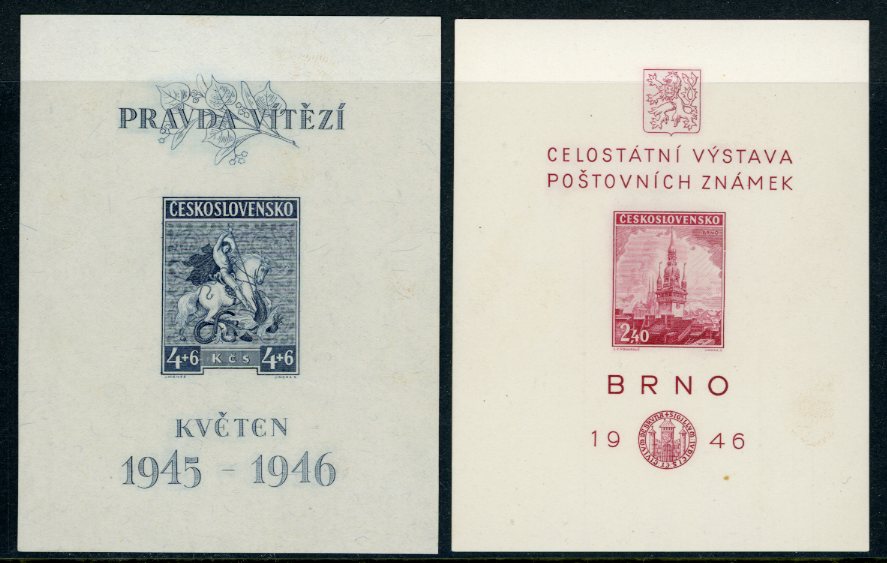 PRAVDA VÍTĚZÍ
ČESKOSLOVENSKO
4+6 Kčs 4+6
KVĚTEN
1945 - 1946
CELOSTÁTNÍ VÝSTAVA
POŠTOVNÍCH ZNÁMEK
ČESKOSLOVENSKO
BRNO
2,40
BRNO
19 46